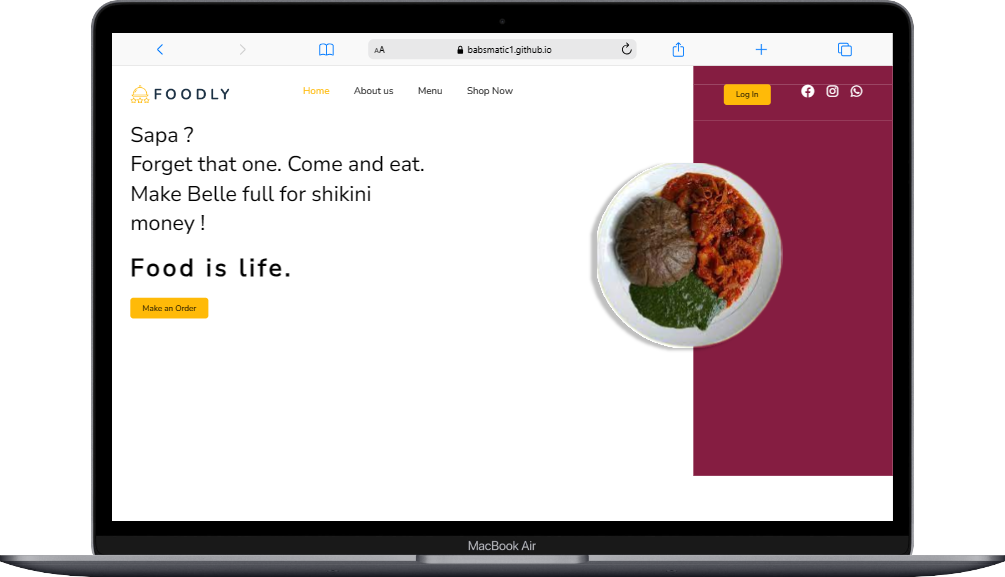 AA babsmatic1.github.io
FOODLY Home About us Menu Shop Now Log In
Sapa ?
Forget that one. Come and eat.
Make Belle full for shikini
money !
Food is life.
Make an Order
MacBook Air